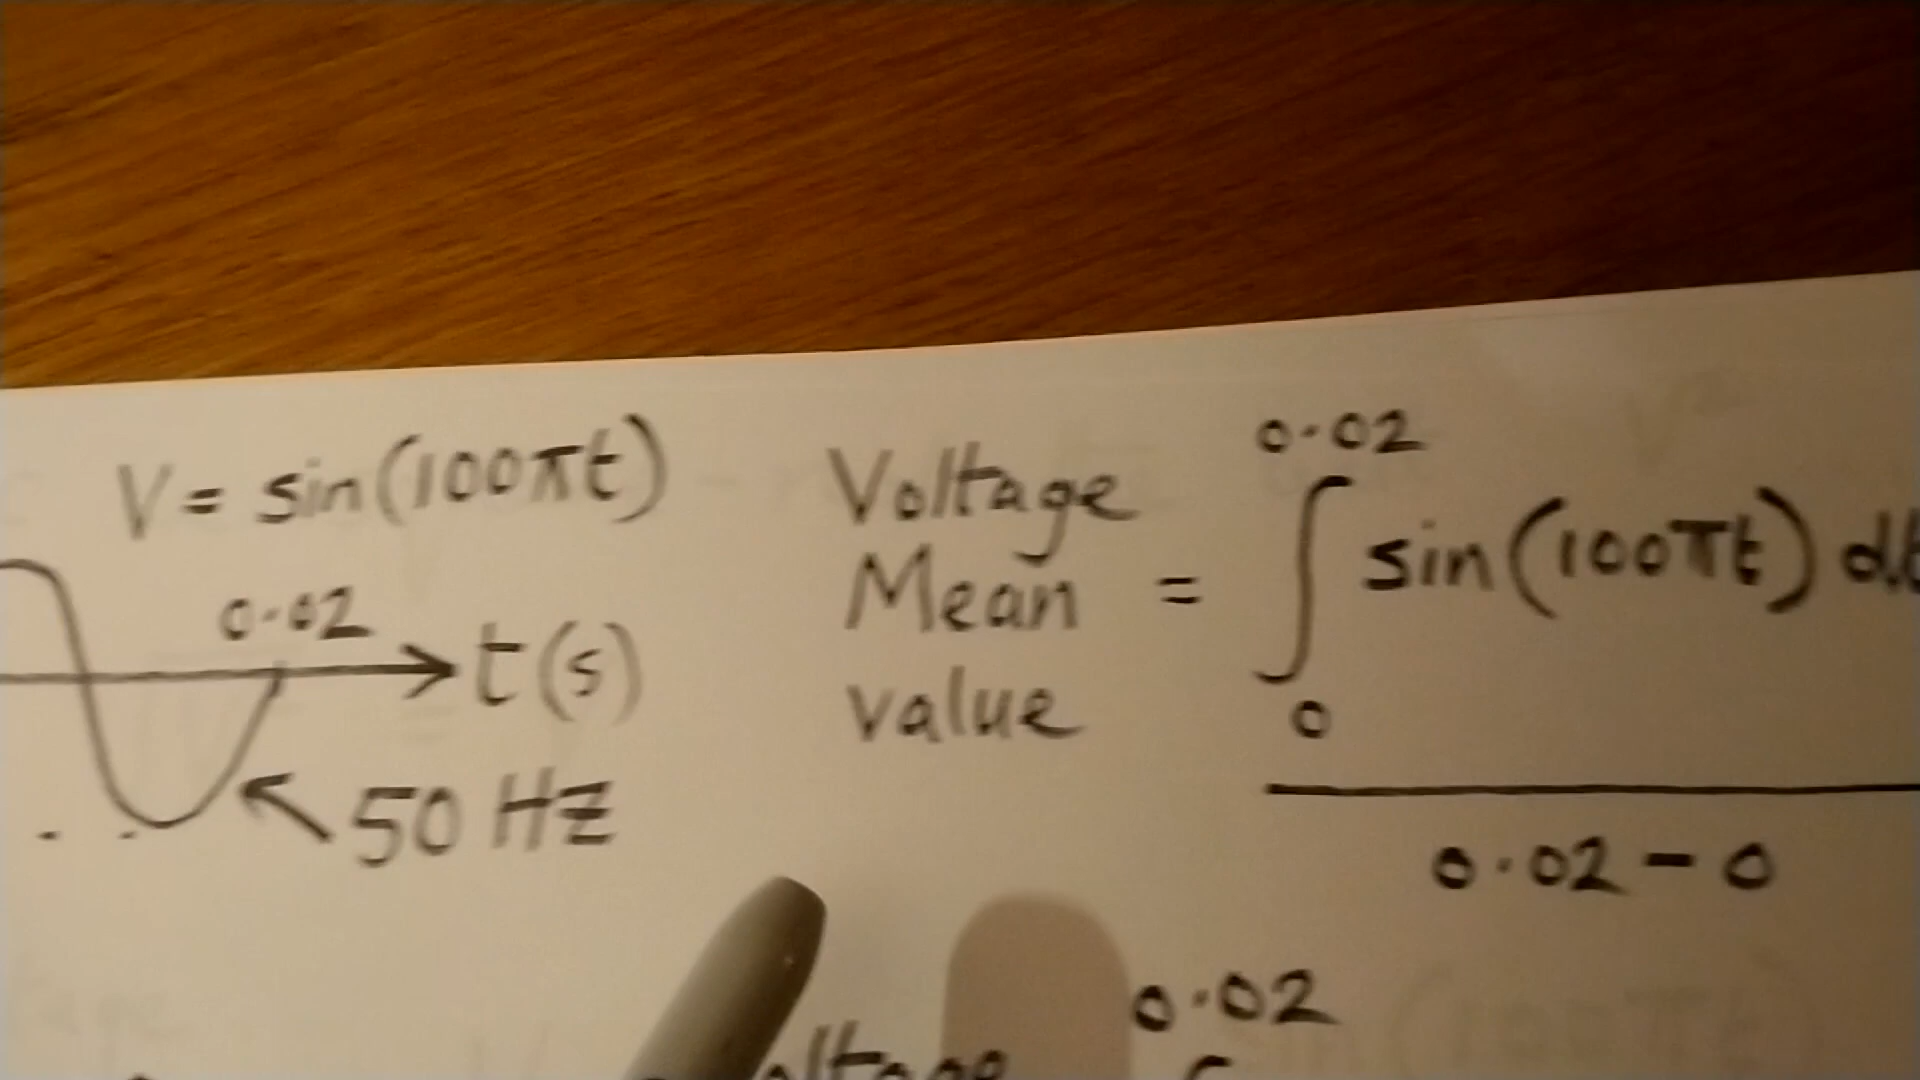 V = sin(100πt)
0.02
t(s)
50 Hz
Voltage
Mean
value
=
0.02
∫ sin(100πt) dt
0
0.02 - 0
0.02